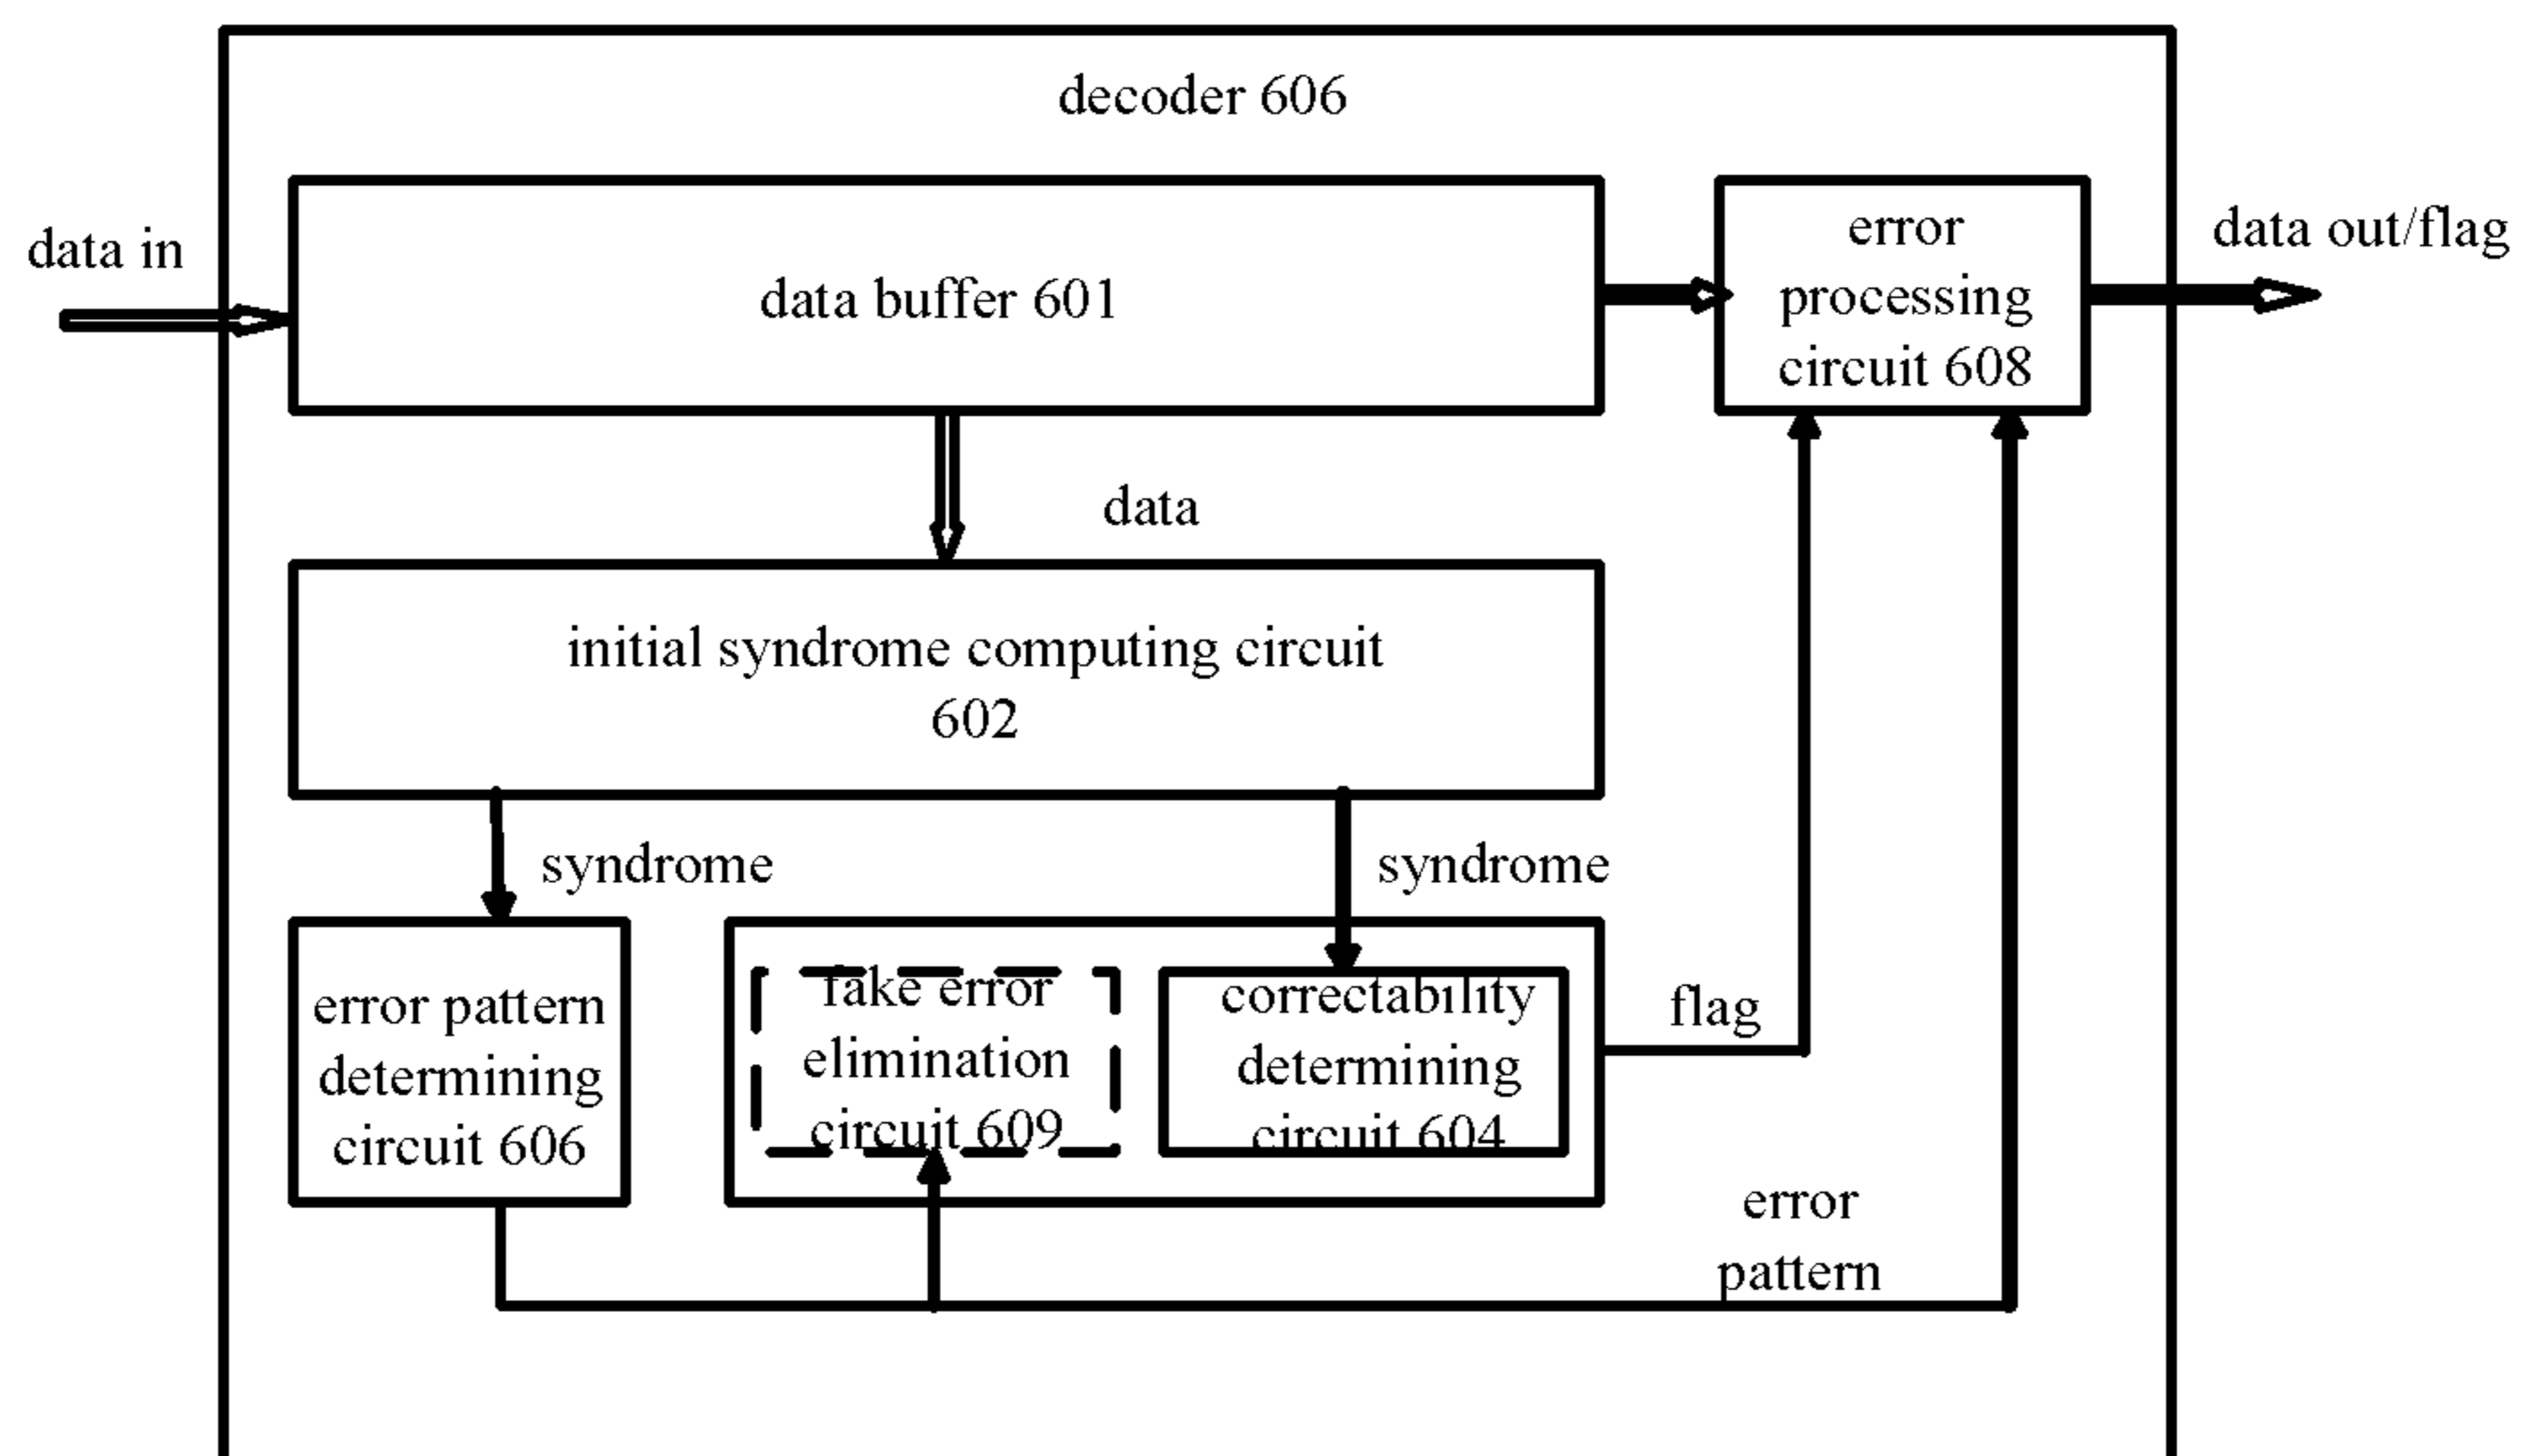 decoder 606
data in
data buffer 601
error
processing
circuit 608
data out/flag
data
initial syndrome computing circuit
602
syndrome
syndrome
error pattern
determining
circuit 606
fake error
elimination
circuit 609
correctability
determining
circuit 604
flag
error
pattern